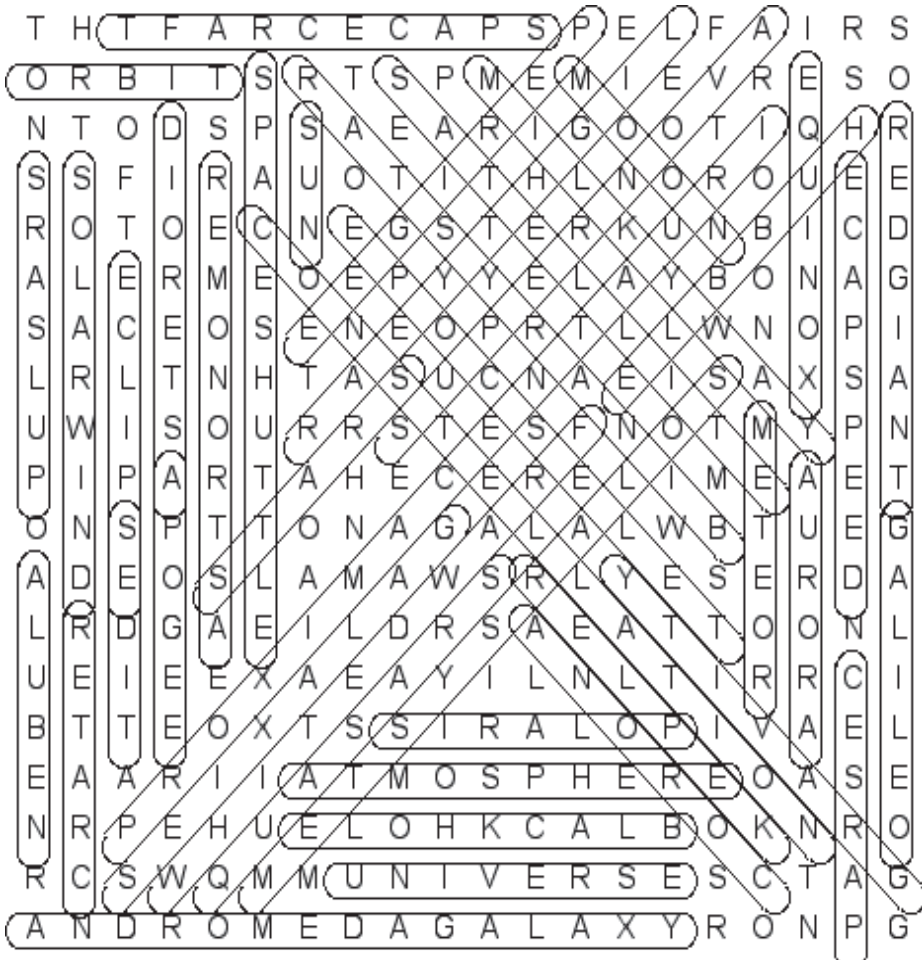 T H T F A R C E C A P S P E L F A I R S
O R B I T S R T S P M E M I E V R E S O
N T O D S P S A E A R I G O O T I Q H R
S S F I R A U O T I T H L N O R O U E E
R O T O E C N E G S T E R K U N B I C D
A L E R M E O E P Y Y E L A Y B O N A G
S A C E O S E N E O P R T L L W N O P I
L R L T N H T A S U C N A E I S A X S A
U W I S O U R R S T E S F N O T M Y P N
P I P A R T A H E C E R E L I M E A E T
O N S P T T O N A G A L A L W B T U E G
A D E O S L A M A W S R L Y E S E R D A
L R D G A E I L D R S A E A T T O O N L
U E I E E X A E A Y I L N L T I R R C I
B T T E O X T S S I R A L O P I V A E L
E A A R I I A T M O S P H E R E O A S E
N R P E H U E L O H K C A L B O K N R O
R C S W Q M M U N I V E R S E S C T A G
A N D R O M E D A G A L A X Y R O N P G